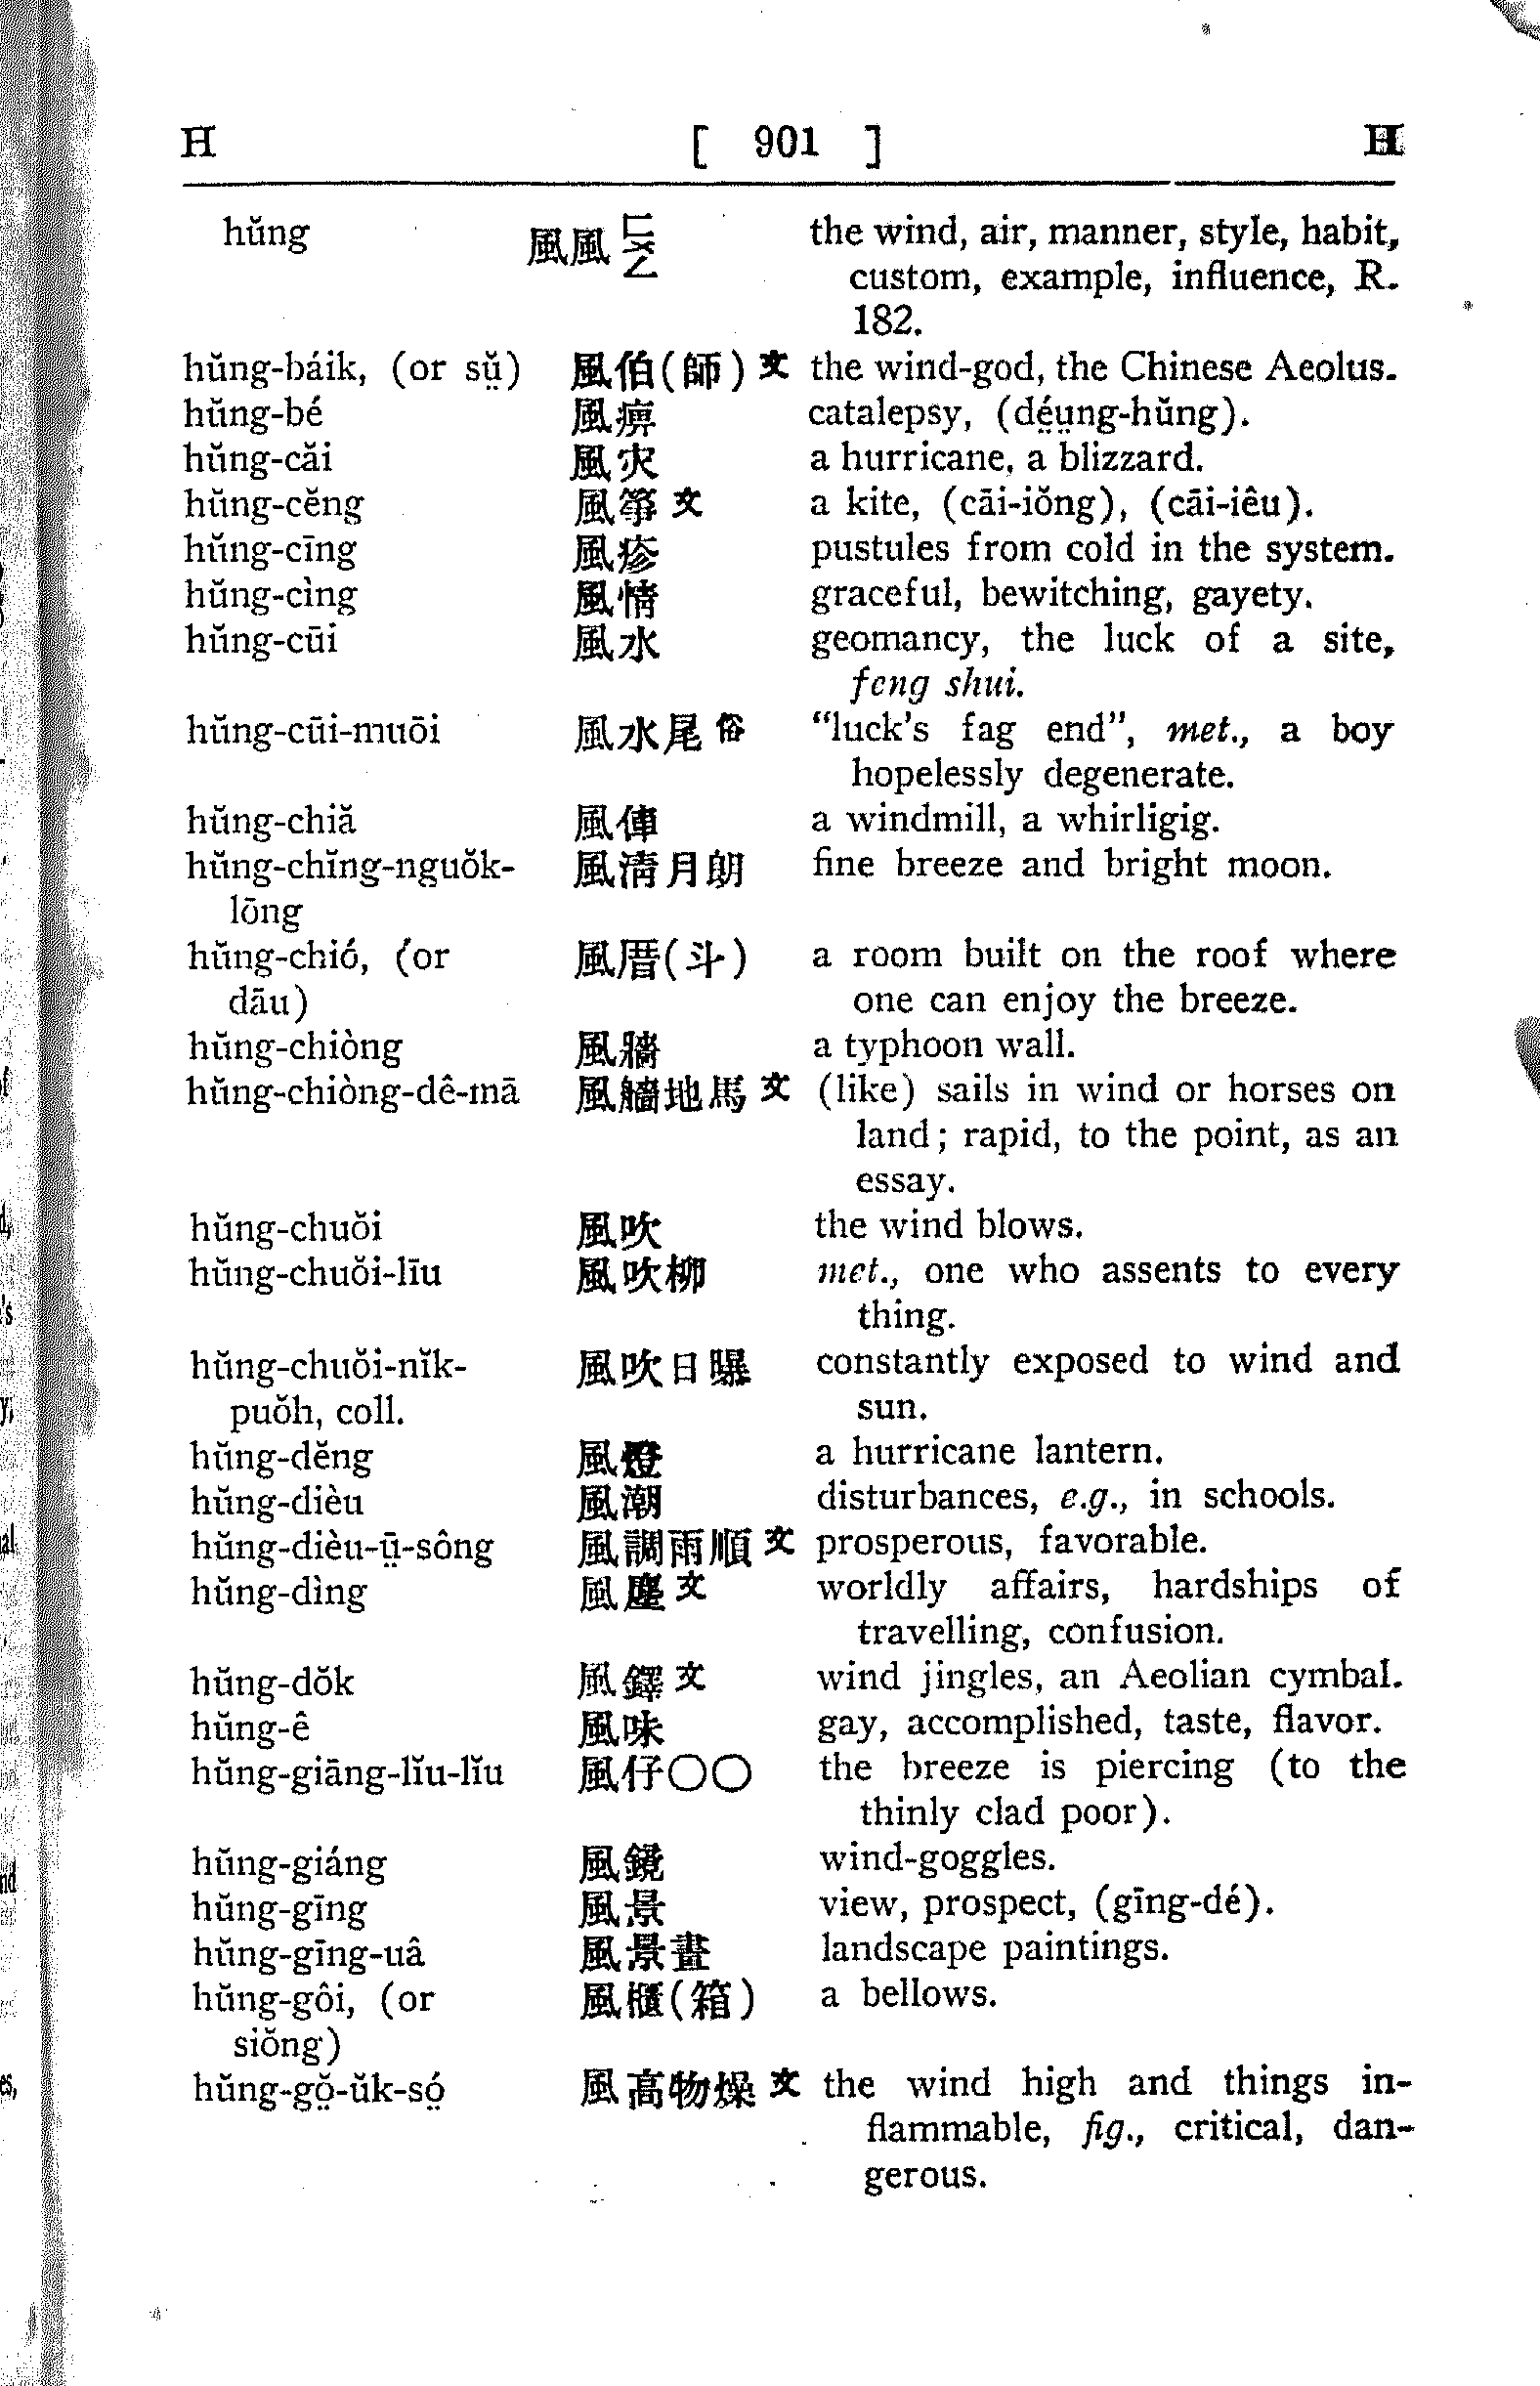 H [ 901 ] H
hŭng 風風 ㄈㄨㄥ the wind, air, manner, style, habit,
custom, example, influence, R.
182.
hŭng-báik, (or sṳ̆) 風伯(師)文 the wind-god, the Chinese Aeolus.
hŭng-bé 風痹 catalepsy, (dé̤ṳng-hŭng).
hŭng-căi 風灾 a hurricane, a blizzard.
hŭng-cĕng 風箏文 a kite, (cāi-iŏng), (cāi-iêu).
hŭng-cīng 風疹 pustules from cold in the system.
hŭng-cìng 風情 graceful, bewitching, gayety.
hŭng-cūi 風水 geomancy, the luck of a site,
feng shui.
hŭng-cūi-muōi 風水尾俗 “luck's fag end”, met., a boy
hopelessly degenerate.
hŭng-chiă 風俥 a windmill, a whirligig.
hŭng-chĭng-nguŏk- 風淸月朗 fine breeze and bright moon.
lōng
hŭng-chió, (or 風厝(斗) a room built on the roof where
dāu) one can enjoy the breeze.
hŭng-chiòng 風牆 a typhoon wall.
hŭng-chiòng-dê-mā 風艢地馬文 (like) sails in wind or horses on
land; rapid, to the point, as an
essay.
hŭng-chuŏi 風吹 the wind blows.
hŭng-chuŏi-līu 風吹柳 met., one who assents to every
thing.
hŭng-chuŏi-nĭk- 風吹日曝 constantly exposed to wind and
puŏh, coll. sun.
hŭng-dĕng 風燈 a hurricane lantern.
hŭng-dièu 風潮 disturbances, e.g., in schools.
hŭng-dièu-ṳ̄-sông 風調雨順文 prosperous, favorable.
hŭng-dìng 風塵文 worldly affairs, hardships of
travelling, confusion.
hŭng-dŏk 風鐸文 wind jingles, an Aeolian cymbal.
hŭng-ê 風味 gay, accomplished, taste, flavor.
hŭng-giāng-lĭu-lĭu 風仔〇〇 the breeze is piercing (to the
thinly clad poor).
hŭng-giáng 風鏡 wind-goggles.
hŭng-gīng 風景 view, prospect, (gīng-dé).
hŭng-gīng-uâ 風景畫 landscape paintings.
hŭng-gôi, (or 風櫃(箱) a bellows.
siŏng)
hŭng-gŏ̤-ŭk-só̤ 風高物燥文 the wind high and things in-
flammable, fig., critical, dan-
gerous.